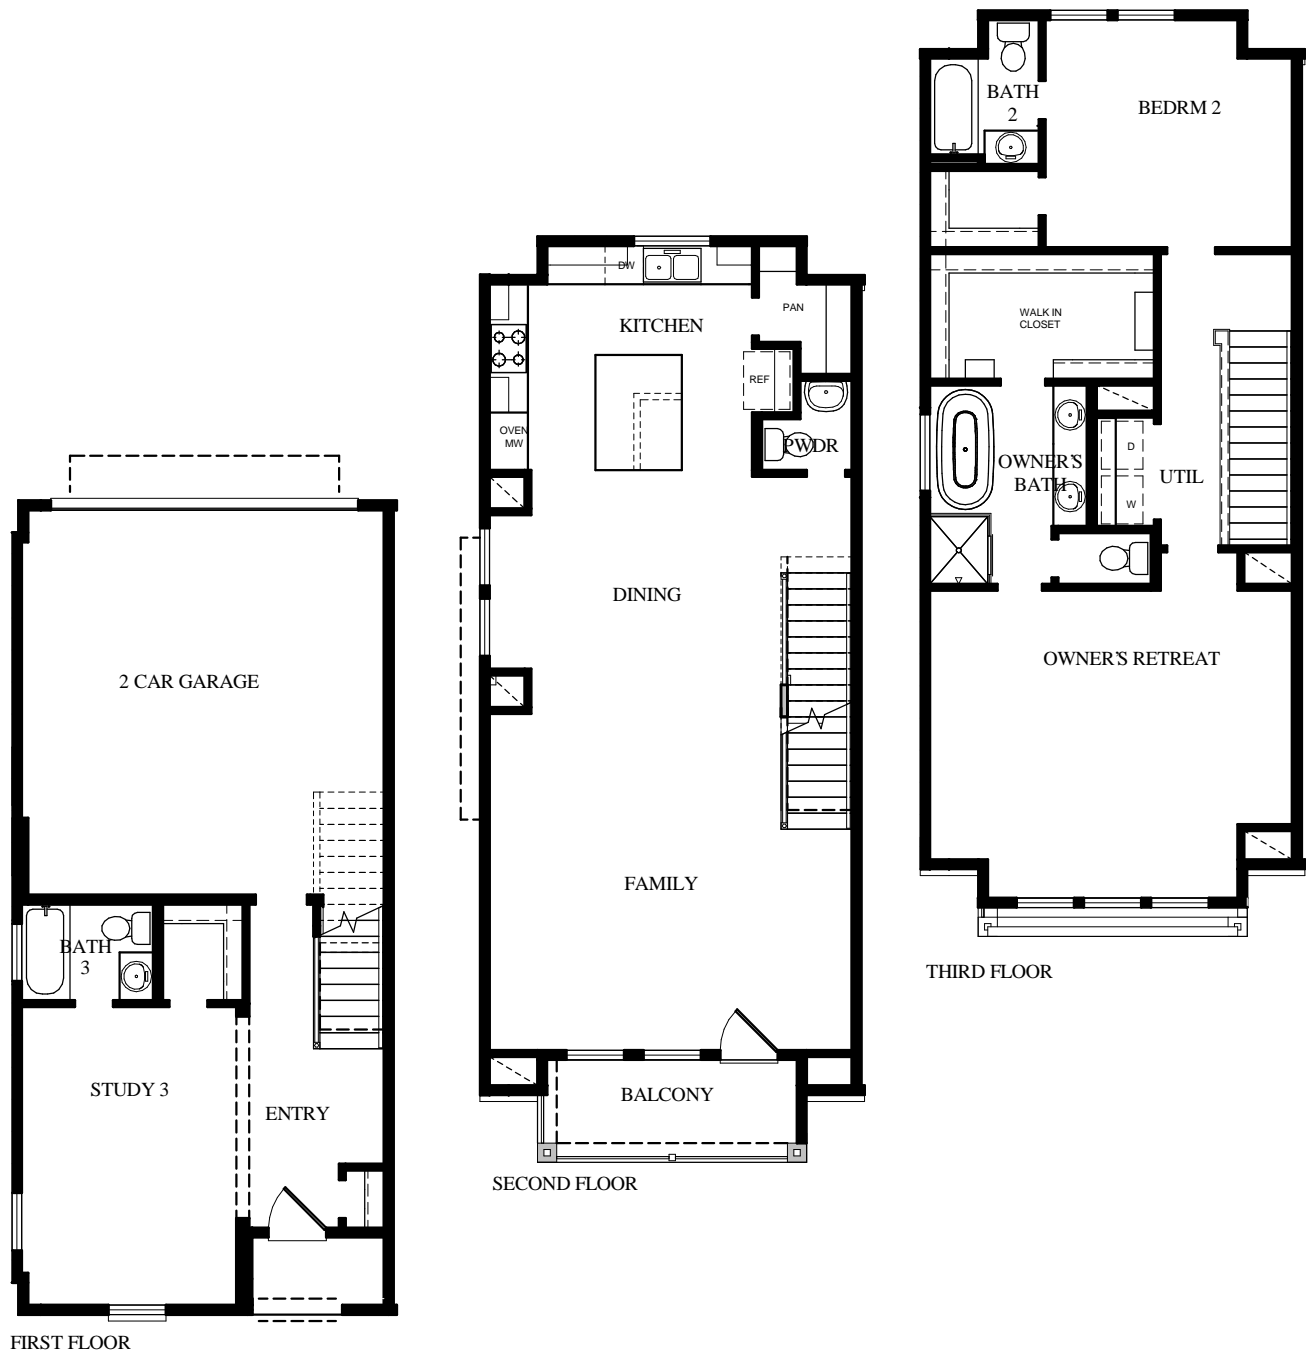 2 CAR GARAGE
BATH
3
STUDY 3
ENTRY
FIRST FLOOR
DW
PAN
KITCHEN
REF
OVEN
MW
PWDR
DINING
FAMILY
BALCONY
SECOND FLOOR
BATH
2
BEDRM 2
WALK IN
CLOSET
OWNER'S
BATH
D
W
UTIL
OWNER'S RETREAT
THIRD FLOOR